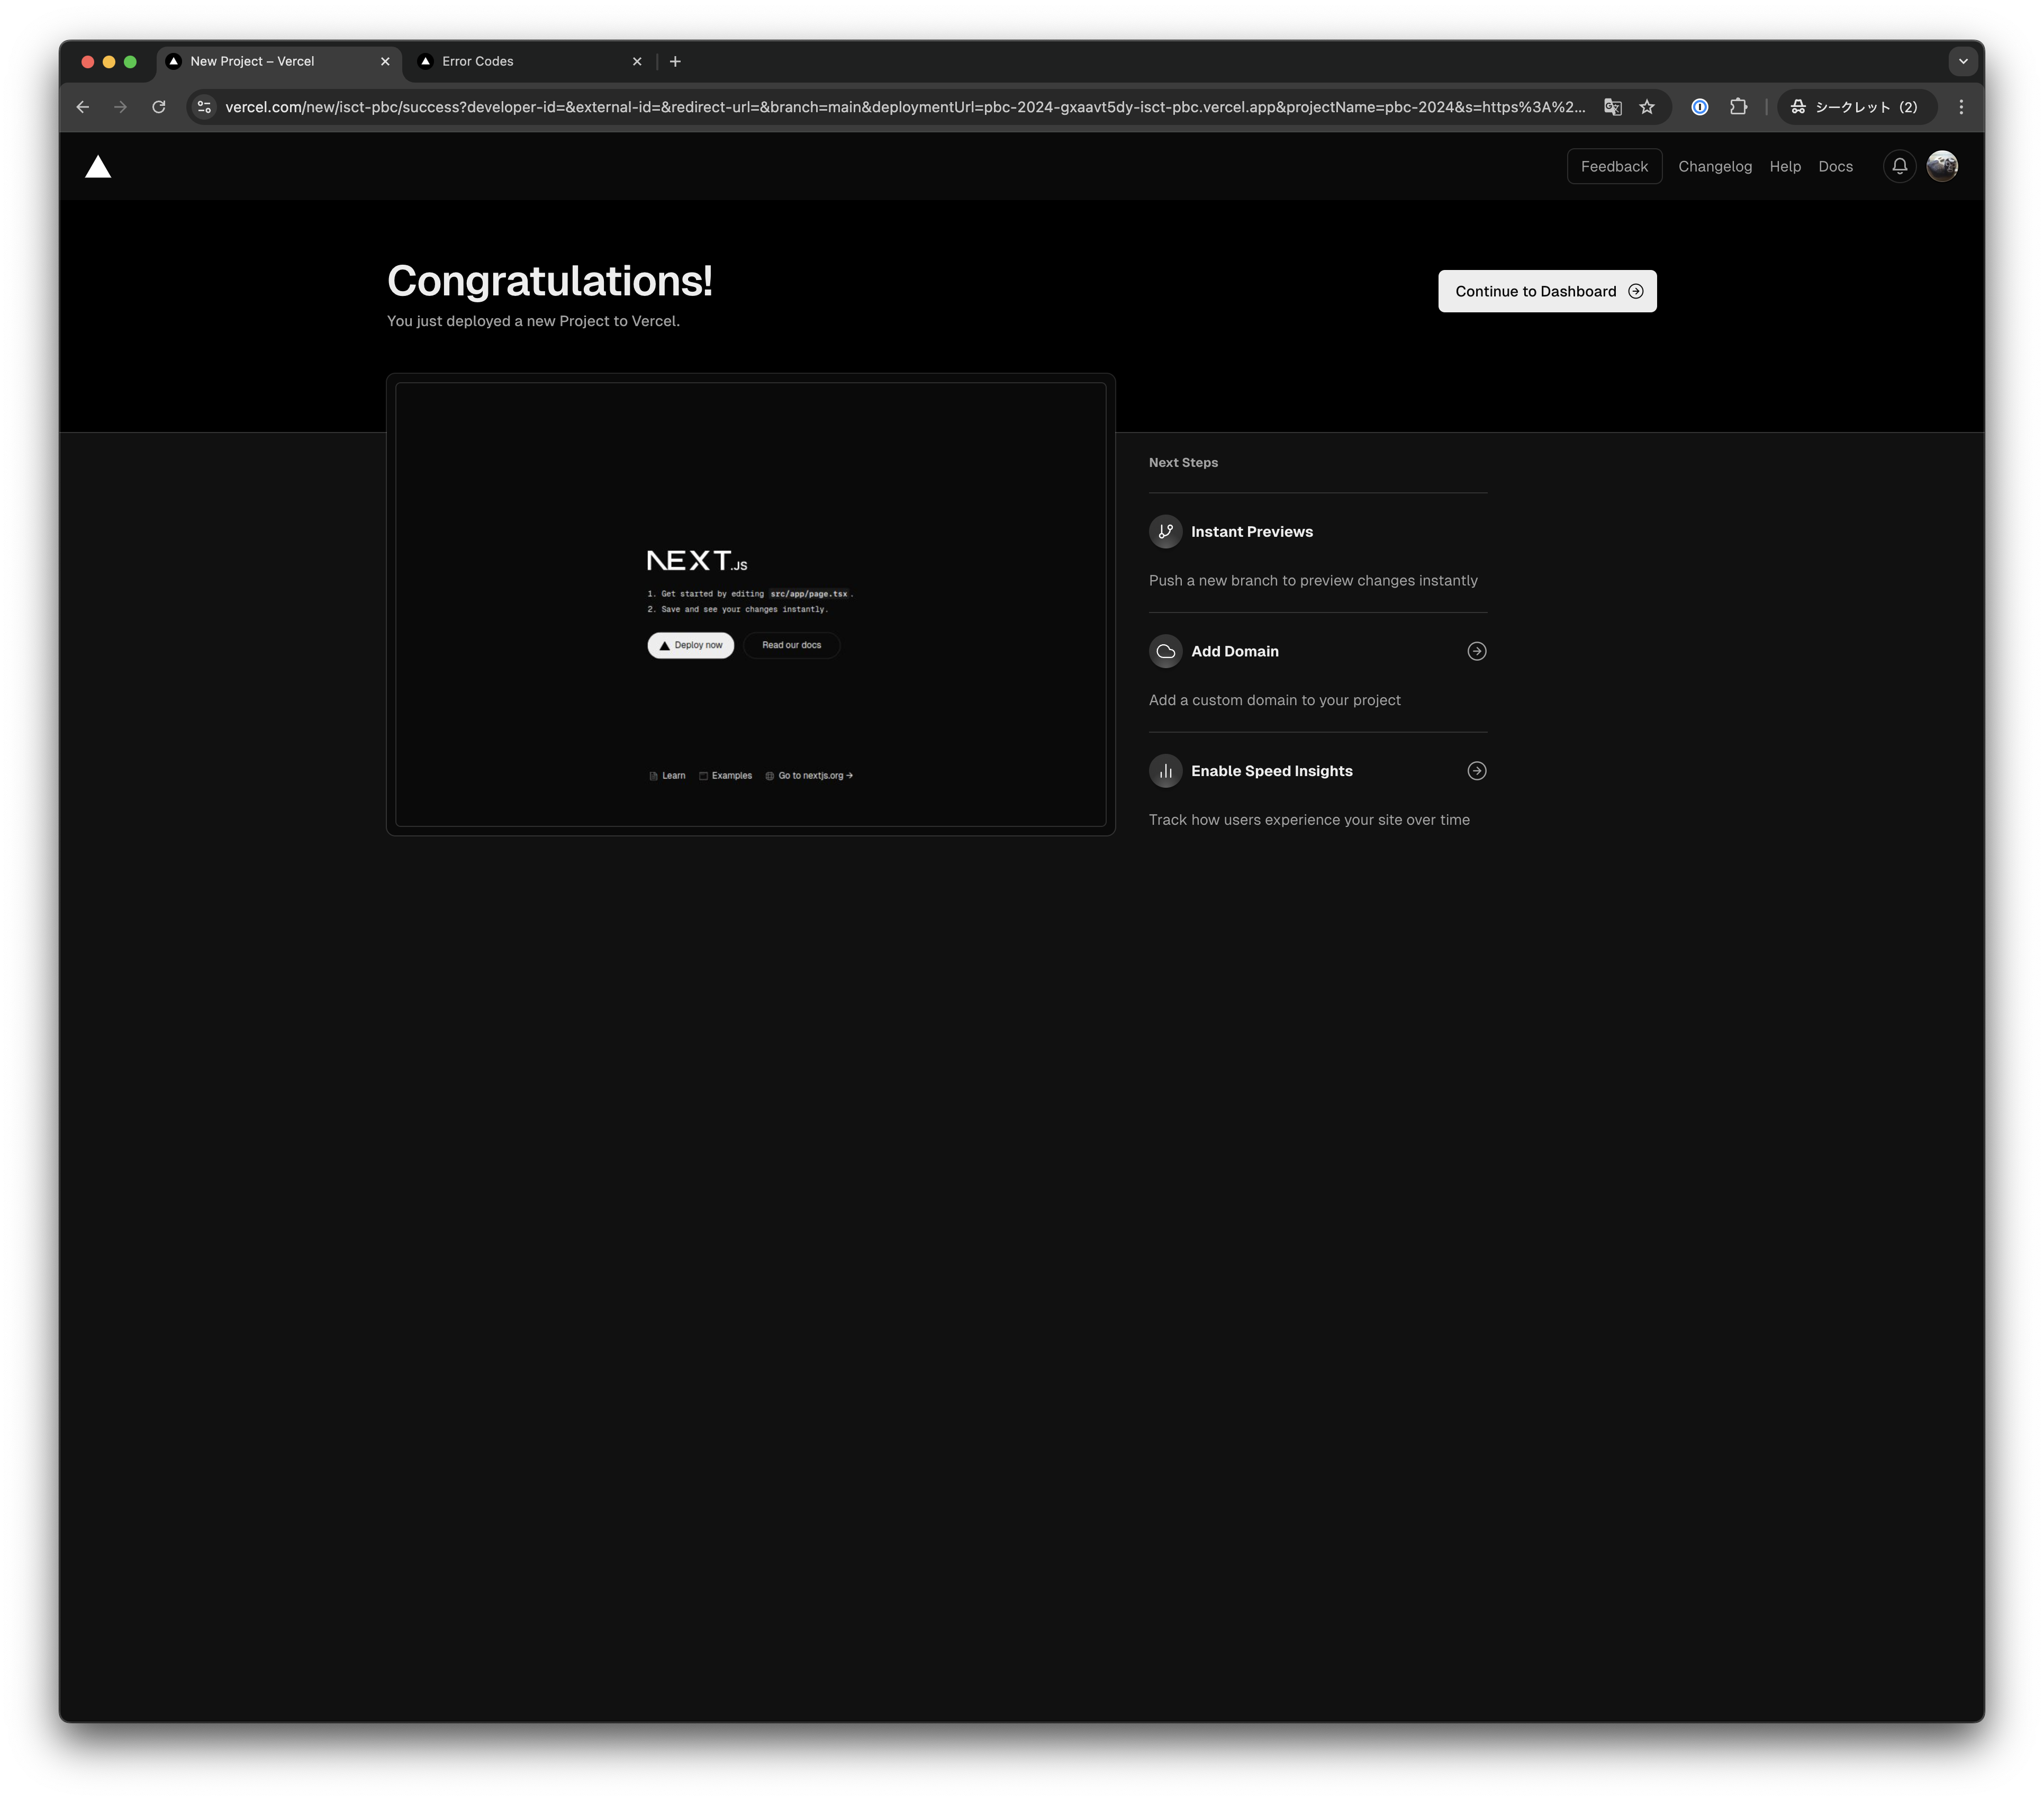 New Project – Vercel
Error Codes
vercel.com/new/isct-pbc/success?developer-id=&external-id=&redirect-url=&branch=main&deploymentUrl=pbc-2024-gxaavt5dy-isct-pbc.vercel.app&projectName=pbc-2024&s=https%3A%2...
シークレット（2）
Feedback
Changelog
Help
Docs
Congratulations!
You just deployed a new Project to Vercel.
Continue to Dashboard
NEXT.JS
1. Get started by editing src/app/page.tsx.
2. Save and see your changes instantly.
Deploy now
Read our docs
Learn
Examples
Go to nextjs.org →
Next Steps
Instant Previews
Push a new branch to preview changes instantly
Add Domain
Add a custom domain to your project
Enable Speed Insights
Track how users experience your site over time